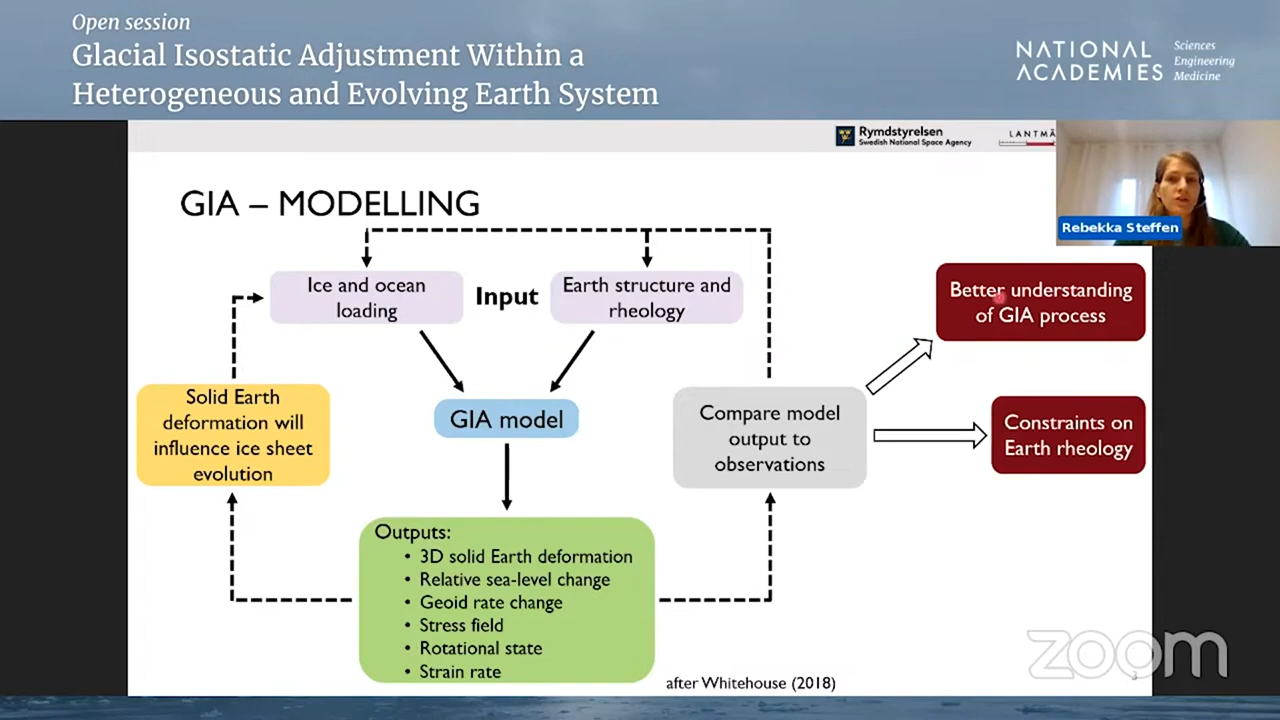 Open session
Glacial Isostatic Adjustment Within a
Heterogeneous and Evolving Earth System
NATIONAL
ACADEMIES
Sciences
Engineering
Medicine
Rymdstyrelsen
Swedish National Space Agency
LANTMÄ
Rebekka Steffen
GIA – MODELLING
Ice and ocean
loading
Input
Earth structure and
rheology
Better understanding
of GIA process
Solid Earth
deformation will
influence ice sheet
evolution
GIA model
Compare model
output to
observations
Constraints on
Earth rheology
Outputs:
• 3D solid Earth deformation
• Relative sea-level change
• Geoid rate change
• Stress field
• Rotational state
• Strain rate
after Whitehouse (2018)
zoom
3